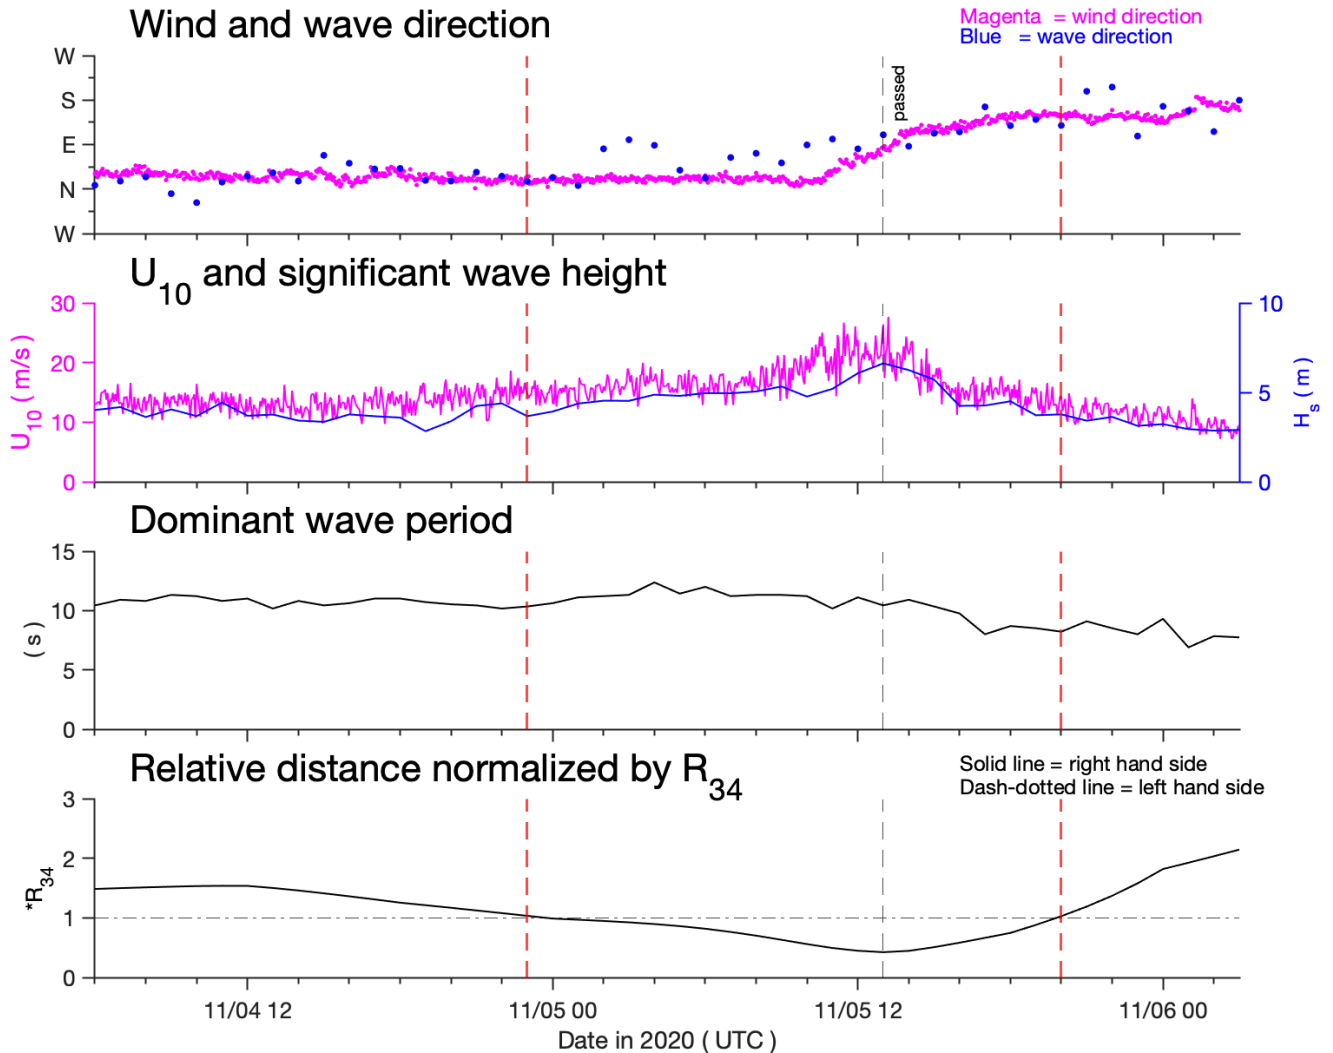 Wind and wave direction
Magenta = wind direction
Blue = wave direction
W
S
E
N
W
passed
U10 and significant wave height
30
20
10
0
U10 ( m/s )
10
5
0
Hs ( m )
Dominant wave period
15
10
5
0
( s )
Relative distance normalized by R34
Solid line = right hand side
Dash-dotted line = left hand side
3
2
1
0
*R34
11/04 12
11/05 00
11/05 12
11/06 00
Date in 2020 ( UTC )